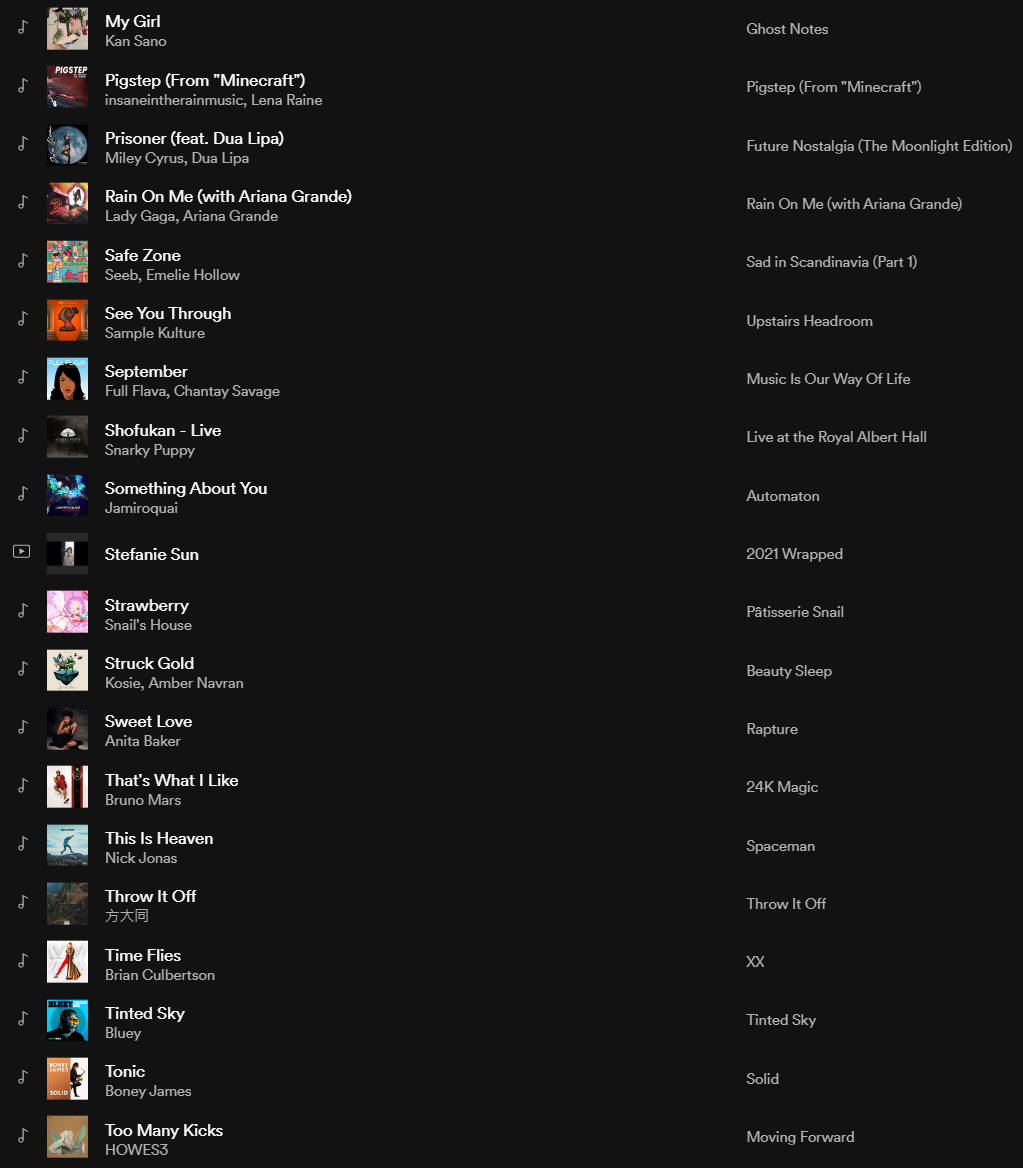 My Girl
Kan Sano
Ghost Notes
PIGSTEP
Pigstep (From "Minecraft")
insaneintherainmusic, Lena Raine
Pigstep (From "Minecraft")
Prisoner (feat. Dua Lipa)
Miley Cyrus, Dua Lipa
Future Nostalgia (The Moonlight Edition)
Rain On Me (with Ariana Grande)
Lady Gaga, Ariana Grande
Rain On Me (with Ariana Grande)
Safe Zone
Seeb, Emelie Hollow
Sad in Scandinavia (Part 1)
See You Through
Sample Kulture
Upstairs Headroom
FULL FLAVA
September
Full Flava, Chantay Savage
Music Is Our Way Of Life
Shofukan - Live
Snarky Puppy
Live at the Royal Albert Hall
Something About You
Jamiroquai
Automaton
Stefanie Sun
2021 Wrapped
Strawberry
Snail's House
Pâtisserie Snail
Struck Gold
Kosie, Amber Navran
Beauty Sleep
Sweet Love
Anita Baker
Rapture
That's What I Like
Bruno Mars
24K Magic
This Is Heaven
Nick Jonas
Spaceman
Throw It Off
方大同
Throw It Off
Time Flies
Brian Culbertson
XX
BLUEY
Tinted Sky
Bluey
Tinted Sky
BONEY
JAMES
SOLID
Tonic
Boney James
Solid
Too Many Kicks
HOWES3
Moving Forward